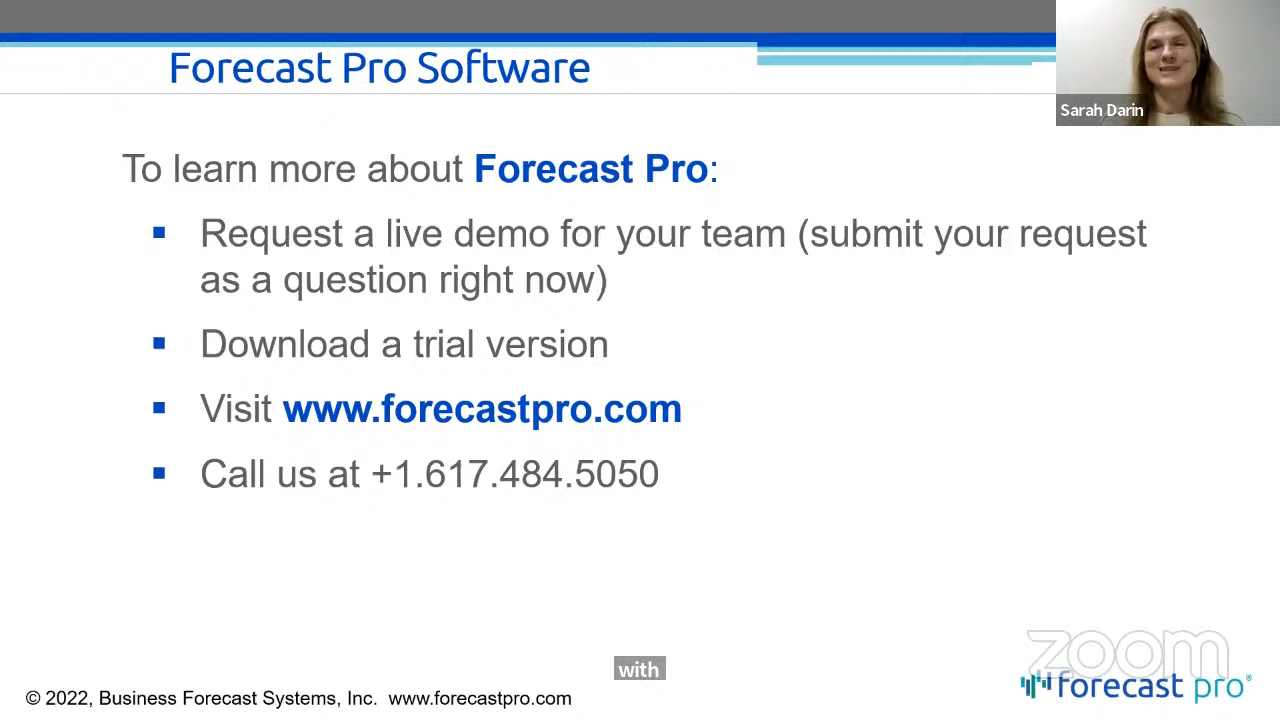 Forecast Pro Software
Sarah Darin
To learn more about Forecast Pro:
▪ Request a live demo for your team (submit your request
as a question right now)
▪ Download a trial version
▪ Visit www.forecastpro.com
▪ Call us at +1.617.484.5050
zoom
with
forecast pro®
© 2022, Business Forecast Systems, Inc. www.forecastpro.com